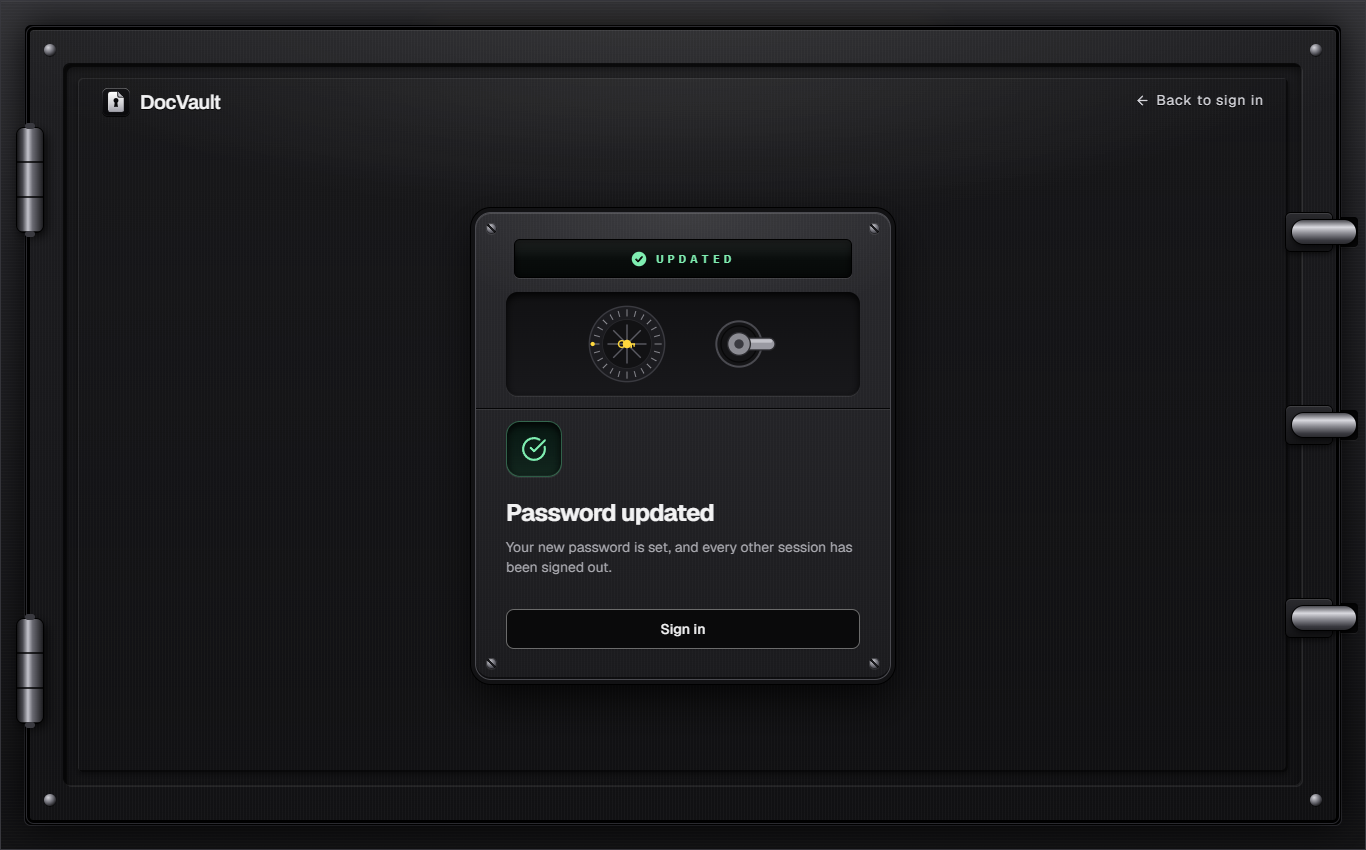 DocVault
← Back to sign in
UPDATED
Password updated
Your new password is set, and every other session has
been signed out.
Sign in